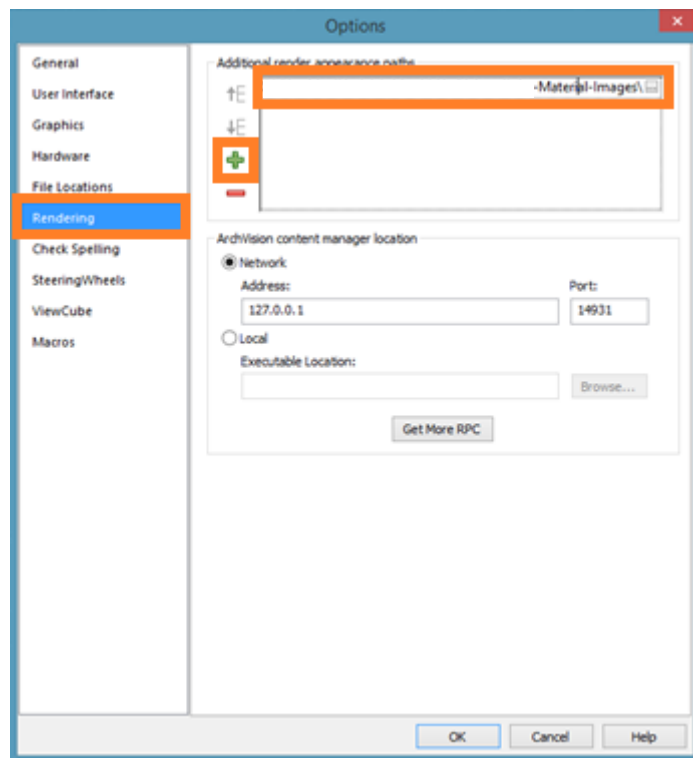 Options
General
User Interface
Graphics
Hardware
File Locations
Rendering
Check Spelling
SteeringWheels
ViewCube
Macros
Additional render appearance paths
-Material-Images\
ArchVision content manager location
Network
Address:
Port:
127.0.0.1
14931
Local
Executable Location:
Browse...
Get More RPC
OK
Cancel
Help